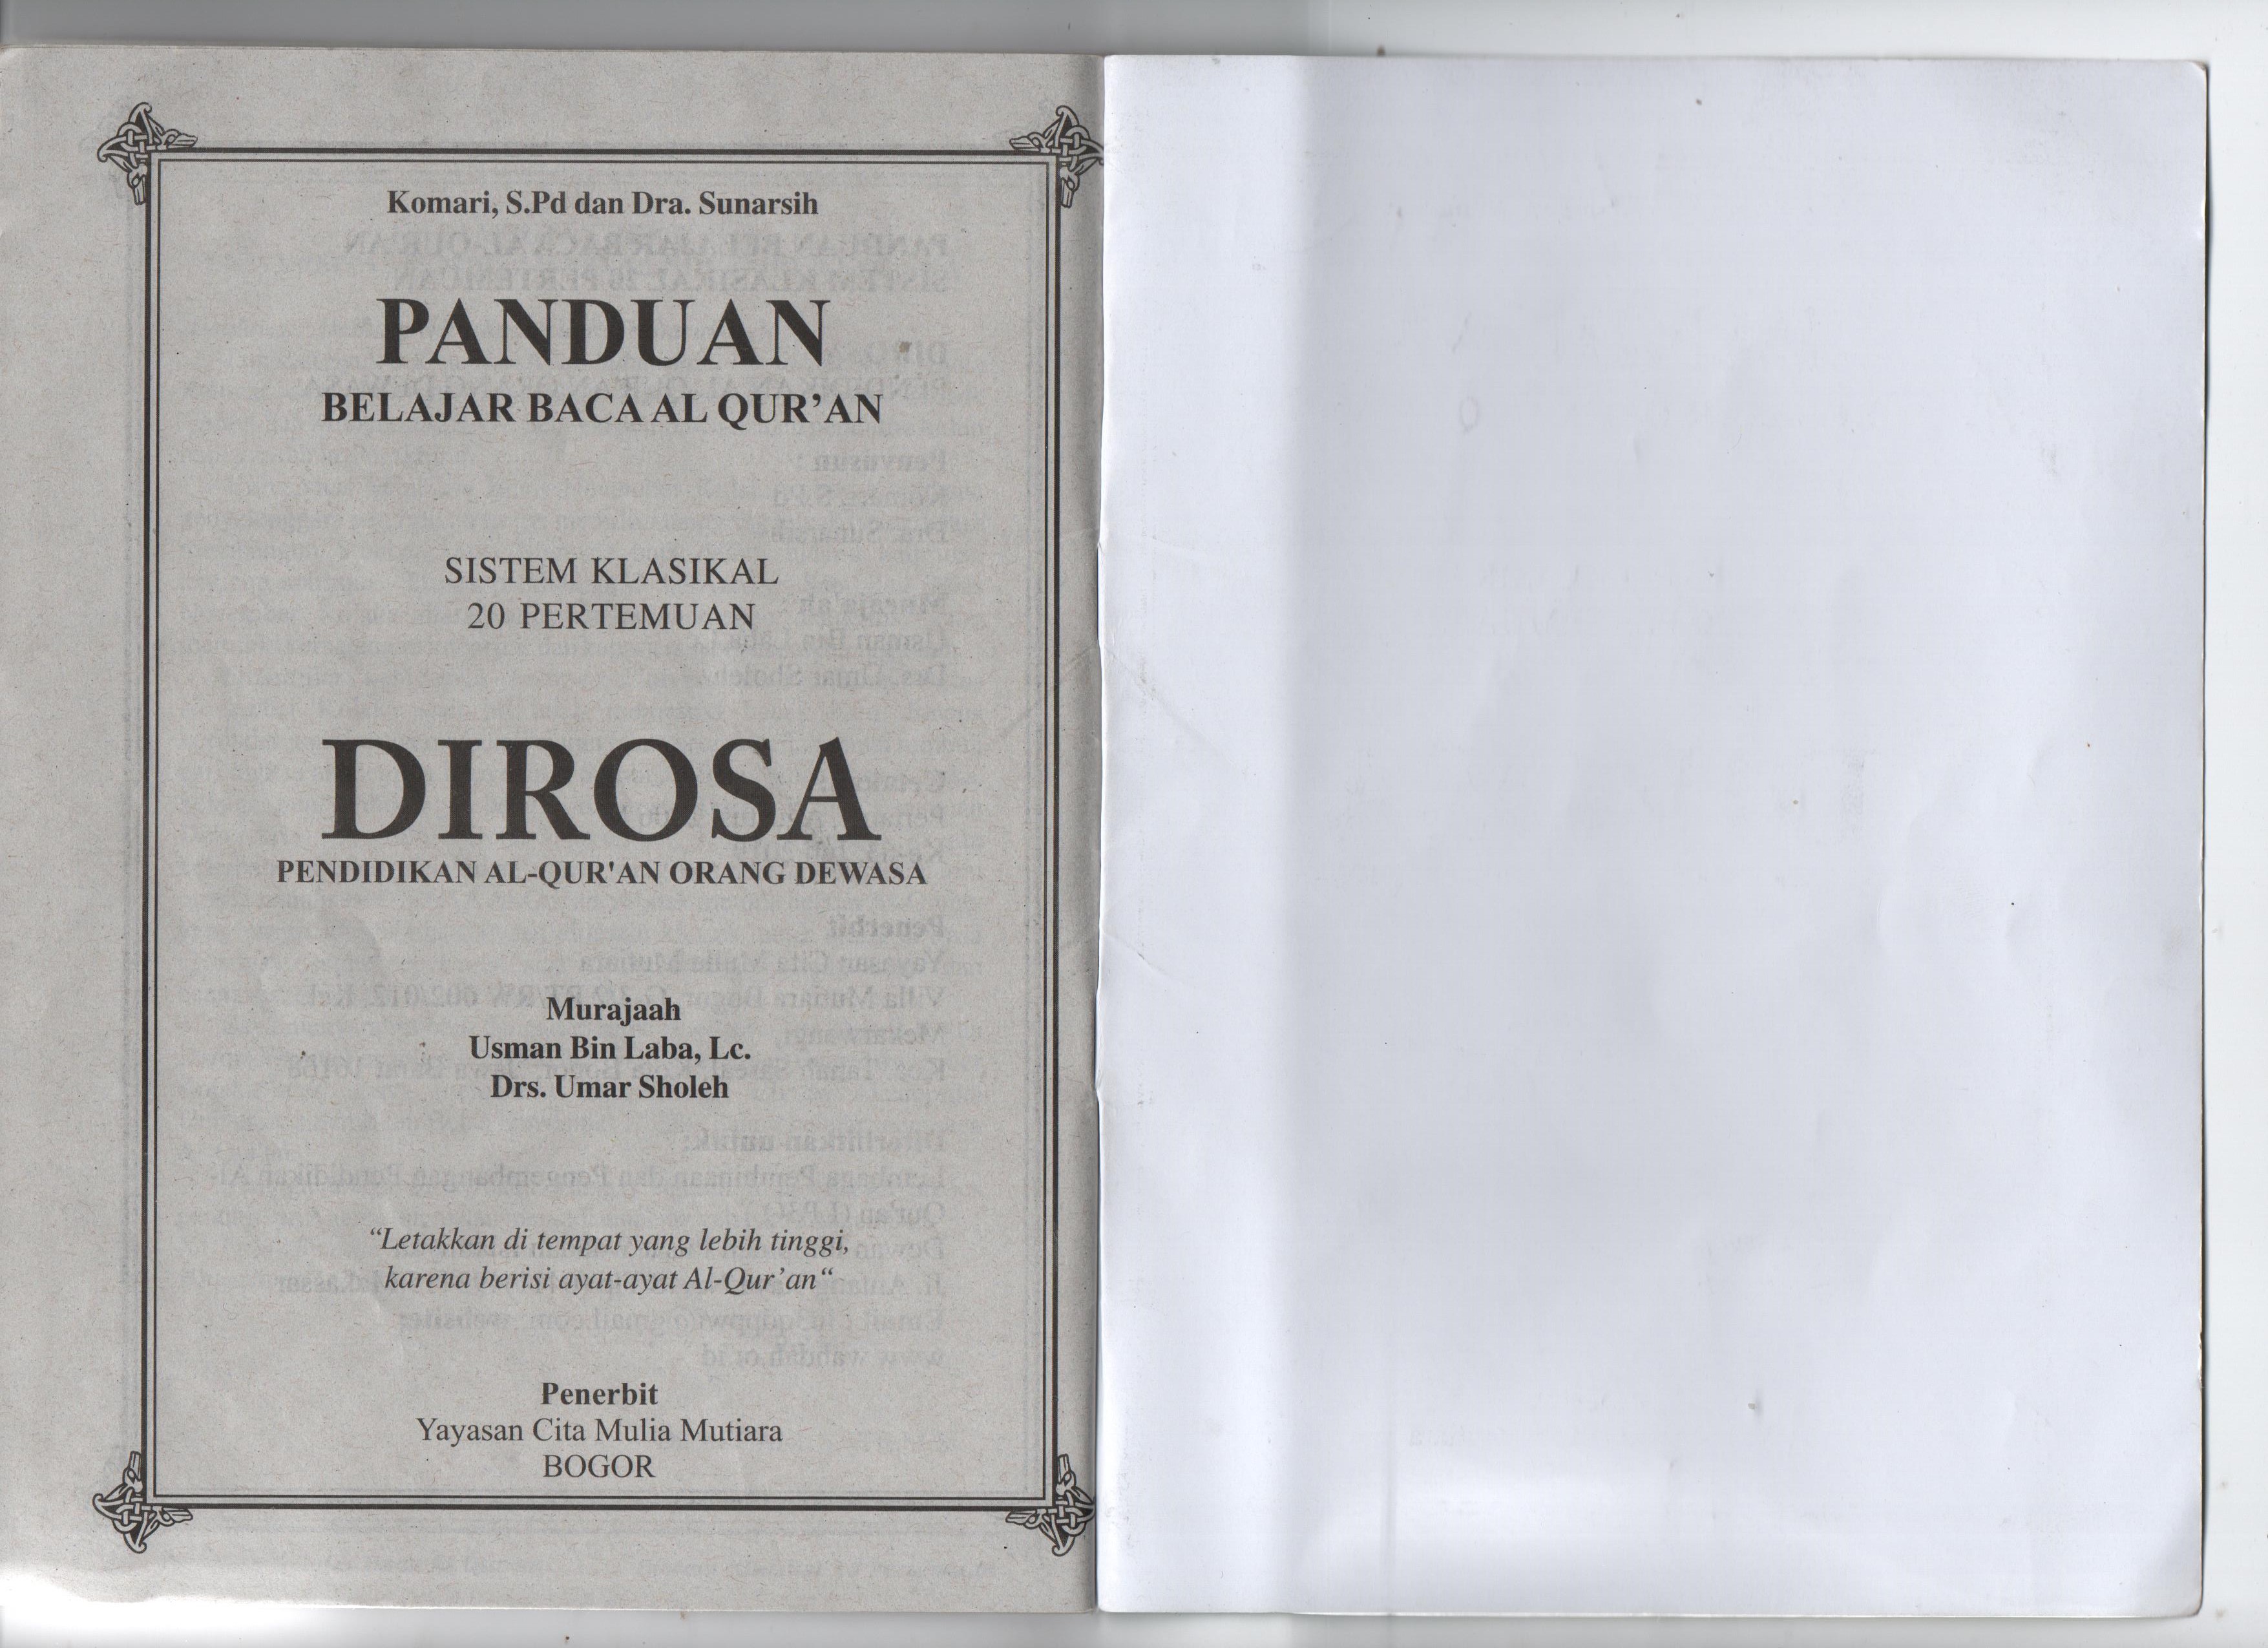 Komari, S.Pd dan Dra. Sunarsih
PANDUAN
BELAJAR BACA AL QUR'AN
SISTEM KLASIKAL
20 PERTEMUAN
DIROSA
PENDIDIKAN AL-QUR'AN ORANG DEWASA
Murajaah
Usman Bin Laba, Lc.
Drs. Umar Sholeh
“Letakkan di tempat yang lebih tinggi,
karena berisi ayat-ayat Al-Qur’an“
Penerbit
Yayasan Cita Mulia Mutiara
BOGOR